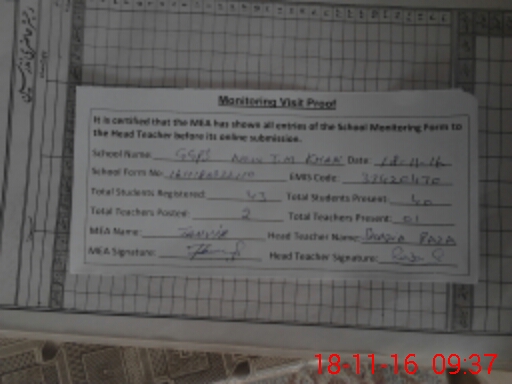 Monitoring Visit Proof
It is certified that the MEA has shown all entries of the School Monitoring Form to
the Head Teacher before its online submission.
School Name: GGPS KHAN Date: 18-11-16
School Form No. EMIS Code:
Total Students Registered: 43 Total Students Present: 40
Total Teachers Posted: 2 Total Teachers Present: 01
MEA Name: TANVIR Head Teacher Name: RAZA
MEA Signature: Head Teacher Signature:
18-11-16 09:37